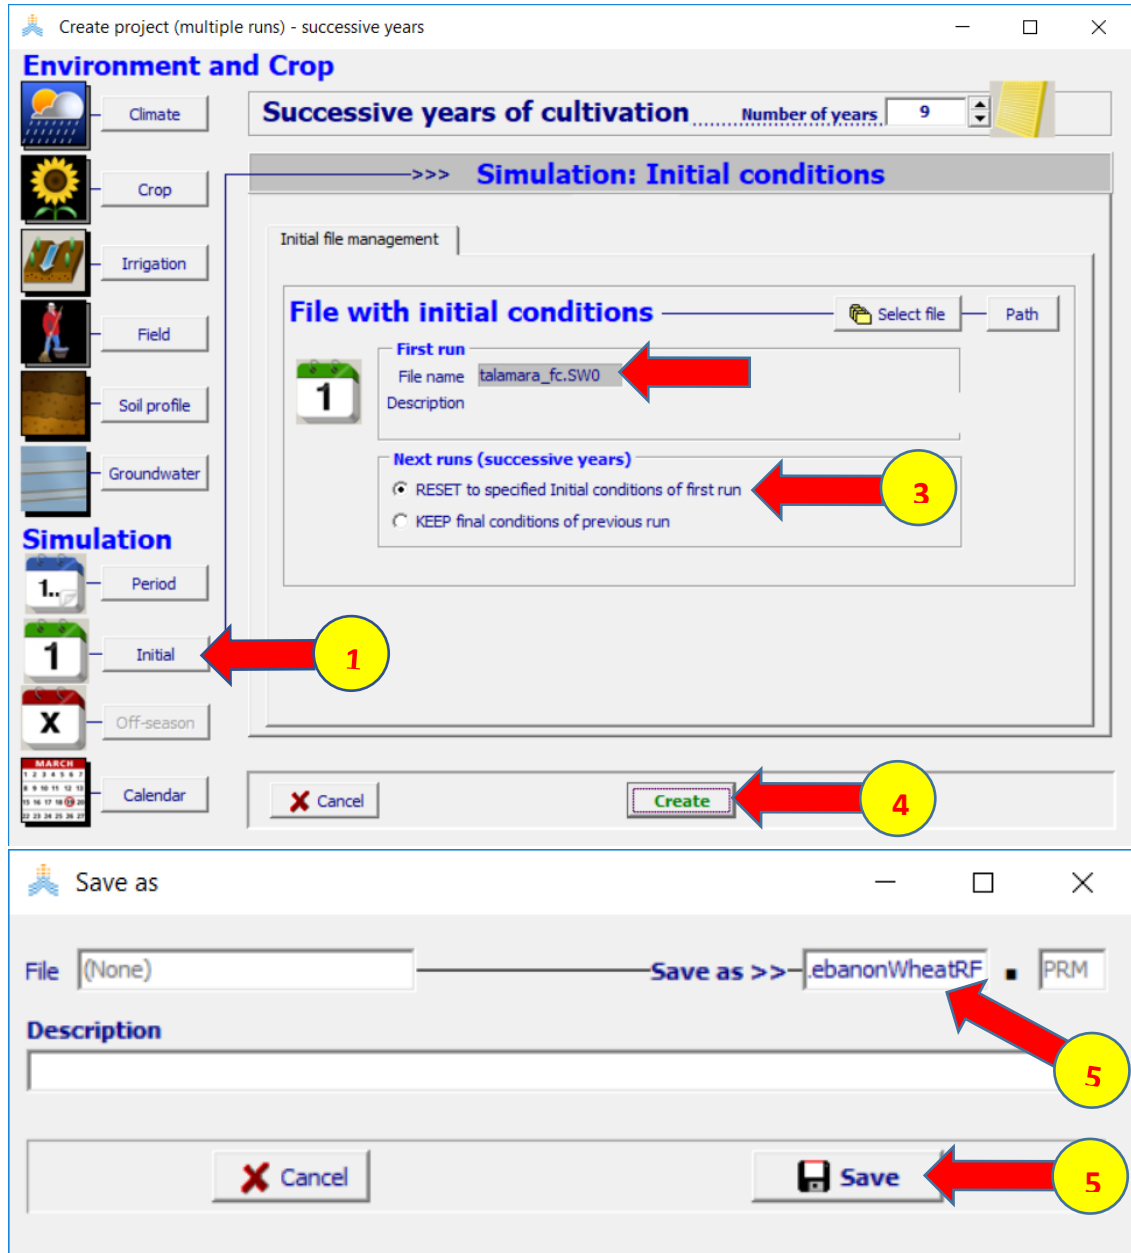 Create project (multiple runs) - successive years
Environment and Crop
Climate
Successive years of cultivation Number of years 9
Crop
>>> Simulation: Initial conditions
Initial file management
Irrigation
File with initial conditions Select file Path
Field
First run
File name talamara_fc.SW0
1
Description
Soil profile
Next runs (successive years)
Groundwater
RESET to specified Initial conditions of first run
3
KEEP final conditions of previous run
Simulation
1..
Period
1
Initial
1
X
Off-season
MARCH
Calendar
Cancel
Create
4
Save as
File (None)
Save as >> .ebanonWheatRF . PRM
Description
5
Cancel
Save
5